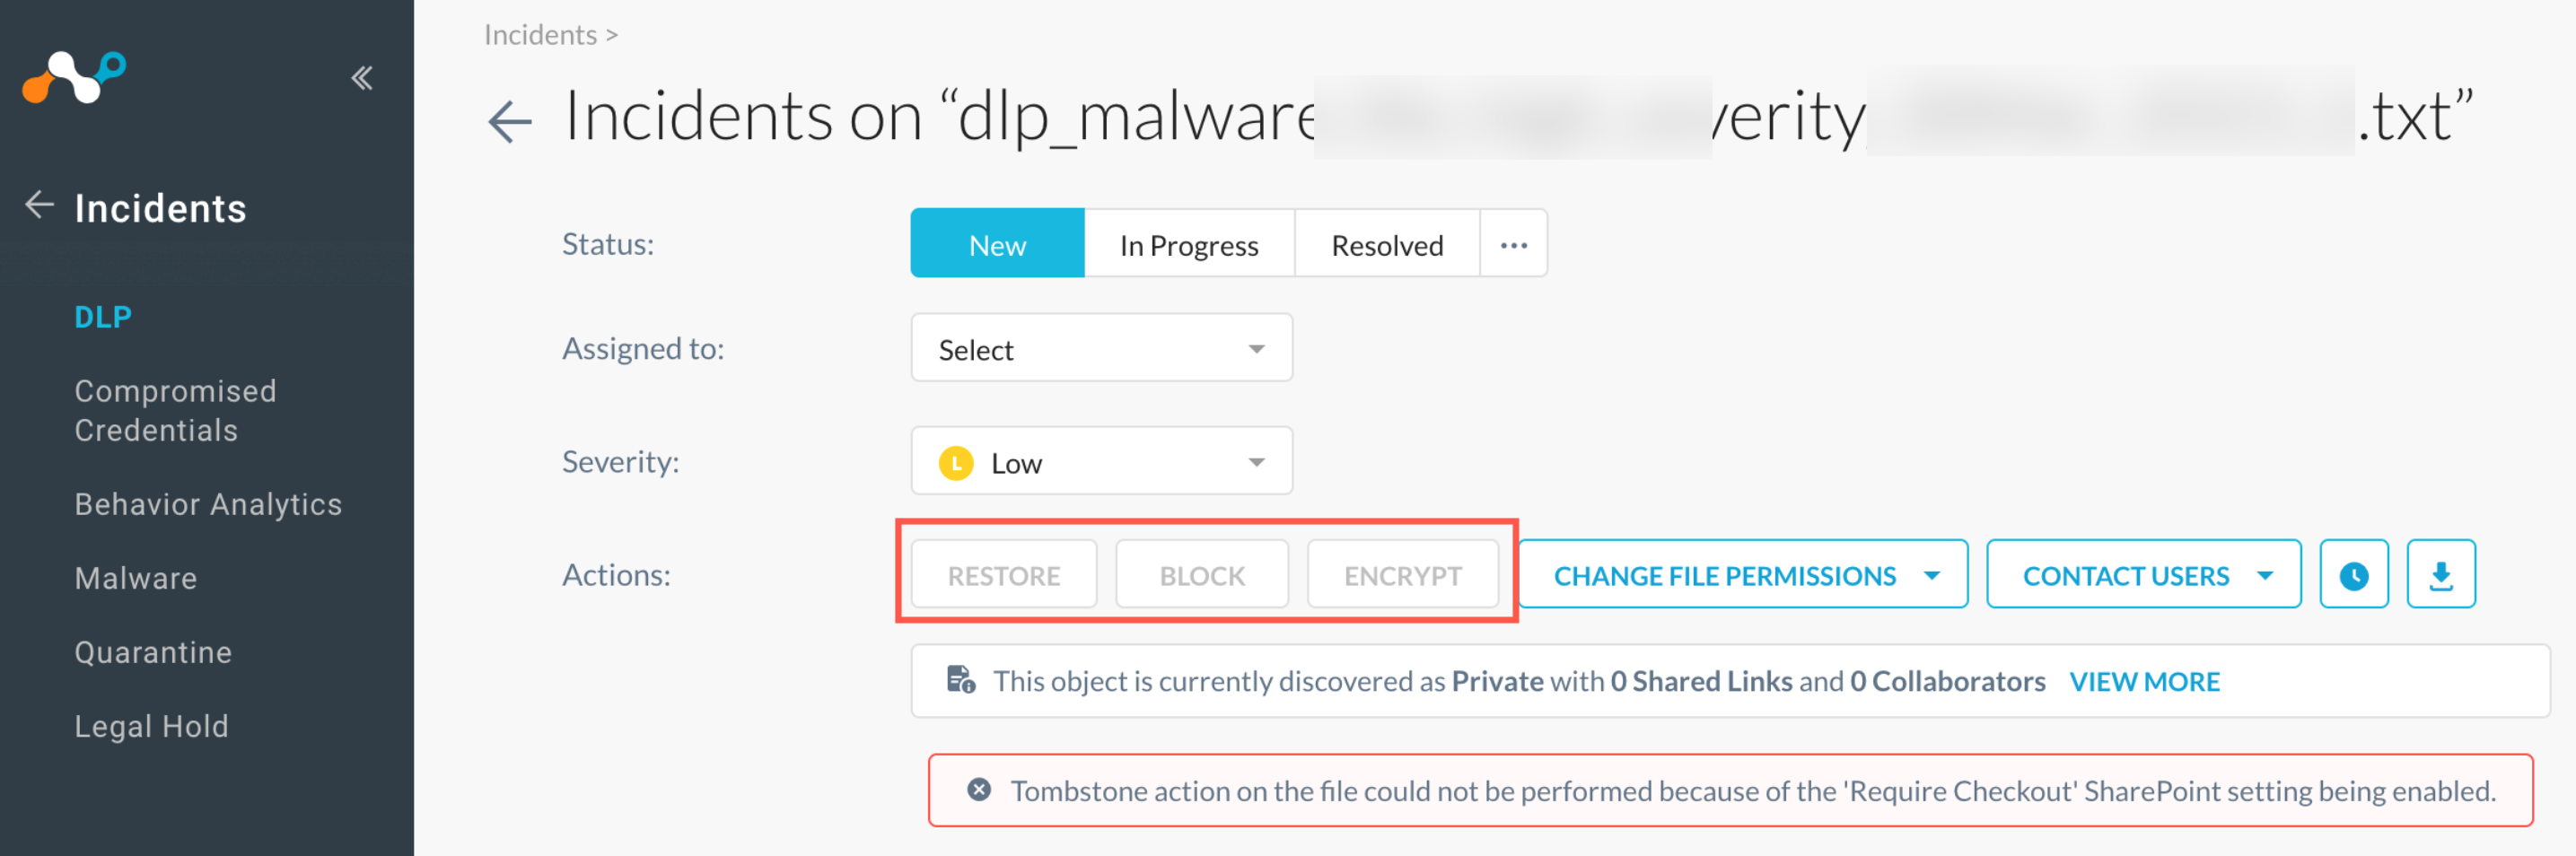 Incidents >
Incidents on “dlp_malware verity .txt”
Incidents
DLP
Compromised
Credentials
Behavior Analytics
Malware
Quarantine
Legal Hold
Status: New In Progress Resolved ...
Assigned to: Select
Severity: L Low
Actions: RESTORE BLOCK ENCRYPT CHANGE FILE PERMISSIONS CONTACT USERS
This object is currently discovered as Private with 0 Shared Links and 0 Collaborators VIEW MORE
Tombstone action on the file could not be performed because of the 'Require Checkout' SharePoint setting being enabled.